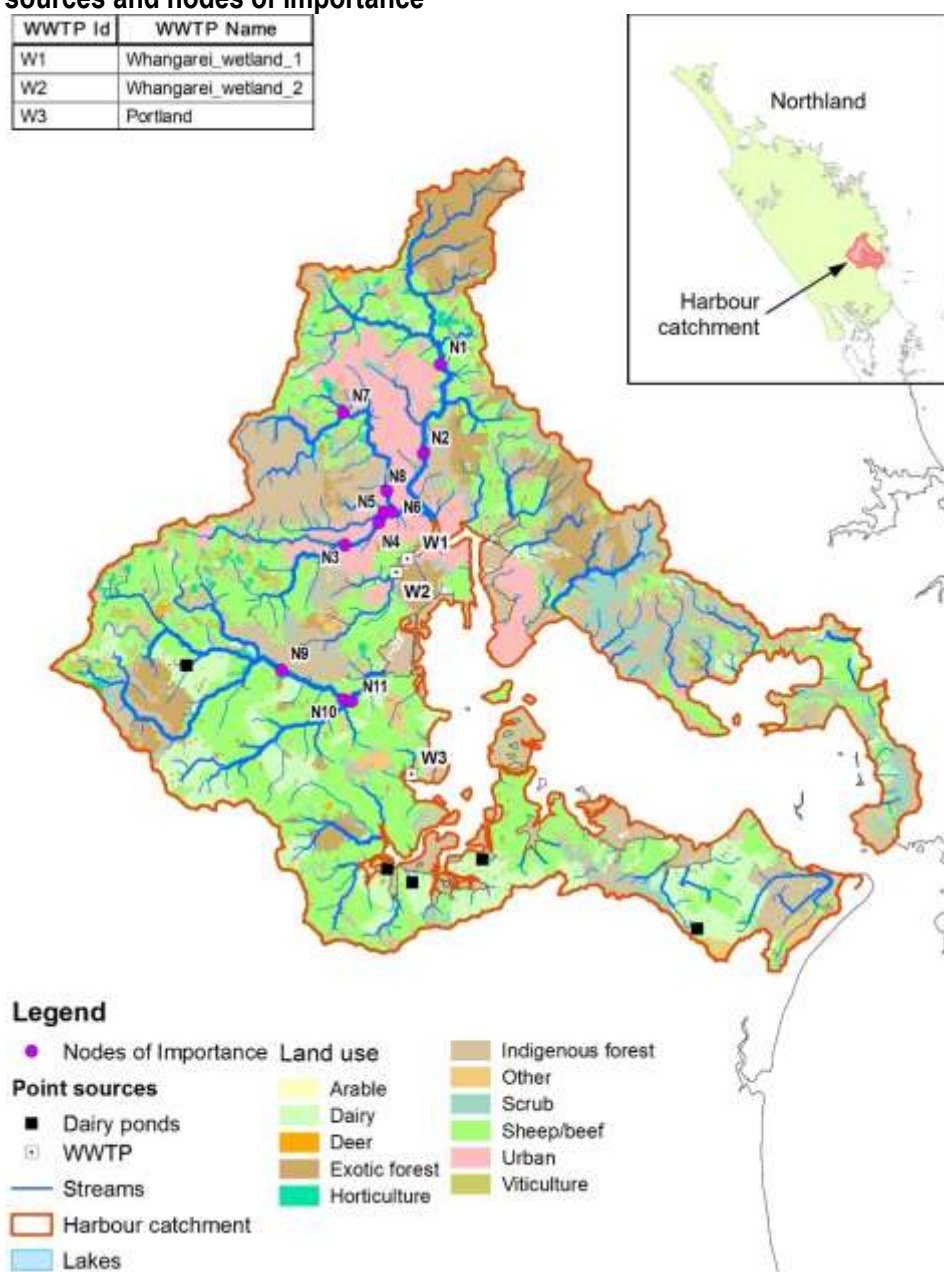 sources and nodes of importance
WWTP Id WWTP Name
W1 Whangarei_wetland_1
W2 Whangarei_wetland_2
W3 Portland
Northland
Harbour
catchment
N1
N7
N2
N8
N5
N6
N4
W1
N3
W2
N9
N11
N10
W3
Legend
Nodes of Importance
Point sources
Dairy ponds
WWTP
Streams
Harbour catchment
Lakes
Land use
Arable
Dairy
Deer
Exotic forest
Horticulture
Indigenous forest
Other
Scrub
Sheep/beef
Urban
Viticulture